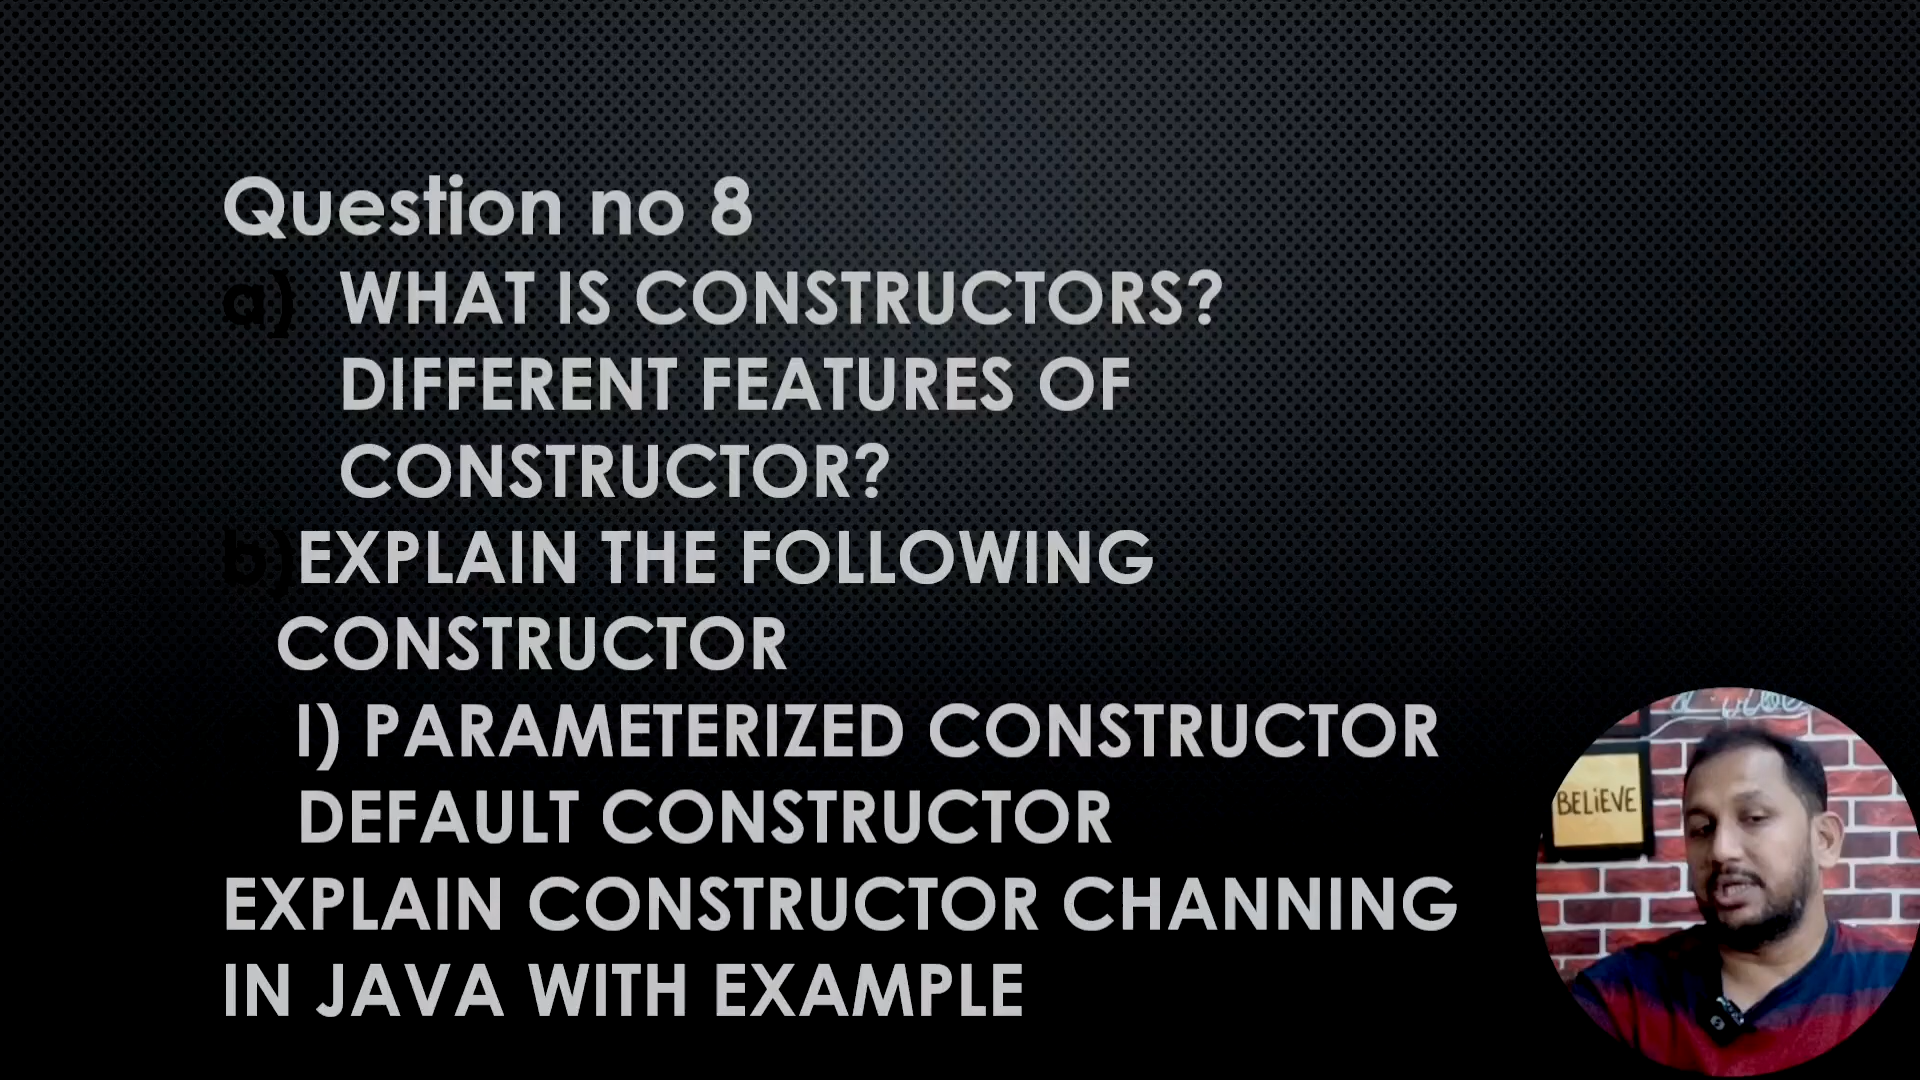 Question no 8
a) WHAT IS CONSTRUCTORS?
DIFFERENT FEATURES OF
CONSTRUCTOR?
b) EXPLAIN THE FOLLOWING
CONSTRUCTOR
I) PARAMETERIZED CONSTRUCTOR
DEFAULT CONSTRUCTOR
EXPLAIN CONSTRUCTOR CHANNING
IN JAVA WITH EXAMPLE
BELiEVE